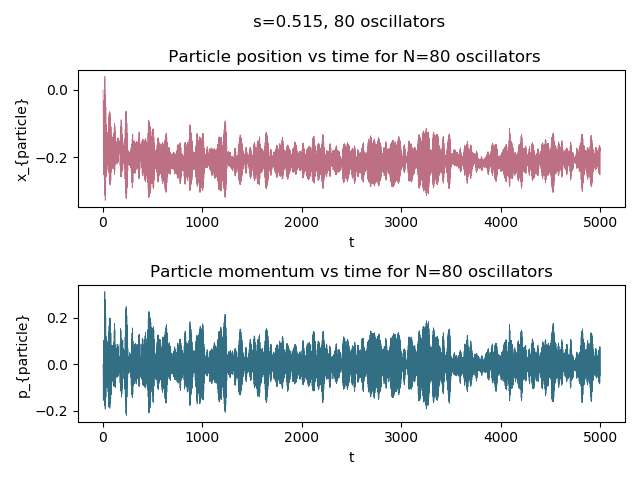 s=0.515, 80 oscillators
Particle position vs time for N=80 oscillators
0.0
−0.2
x_{particle}
0 1000 2000 3000 4000 5000
t
Particle momentum vs time for N=80 oscillators
0.2
0.0
−0.2
p_{particle}
0 1000 2000 3000 4000 5000
t